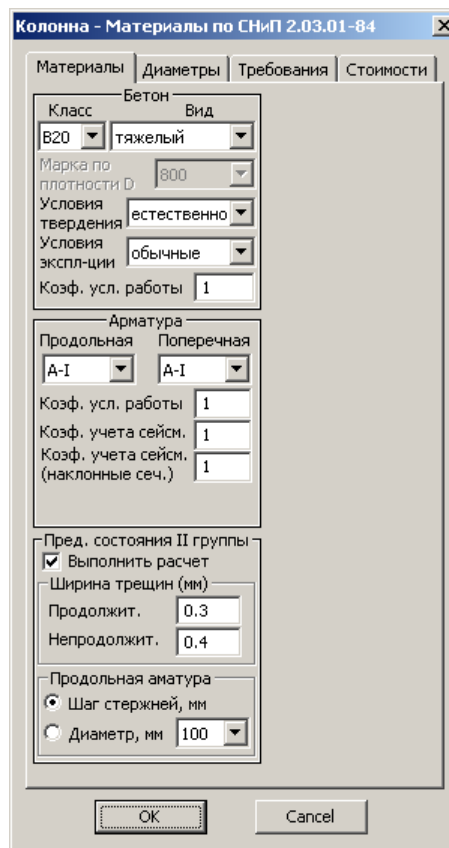 Колонна - Материалы по СНиП 2.03.01-84
Материалы Диаметры Требования Стоимости
Бетон
Класс Вид
B20 тяжелый
Марка по
плотности D 800
Условия
твердения естественно
Условия
экспл-ции обычные
Коэф. усл. работы 1
Арматура
Продольная Поперечная
A-I A-I
Коэф. усл. работы 1
Коэф. учета сейсм. 1
Коэф. учета сейсм.
(наклонные сеч.) 1
Пред. состояния II группы
Выполнить расчет
Ширина трещин (мм)
Продолжит. 0.3
Непродолжит. 0.4
Продольная аматура
Шаг стержней, мм
Диаметр, мм 100
OK Cancel